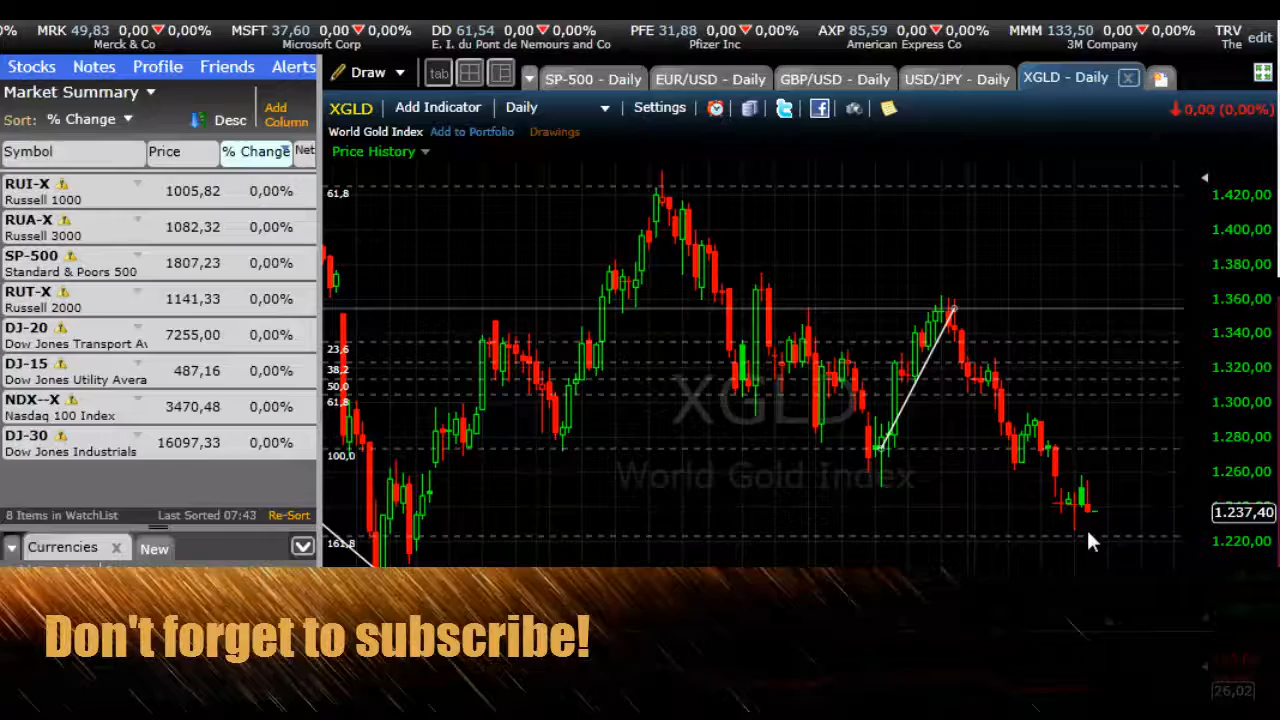 0% MRK 49,83 0,00 0,00% MSFT 37,60 0,00 0,00% DD 61,54 0,00 0,00% PFE 31,88 0,00 0,00% AXP 85,59 0,00 0,00% MMM 133,50 0,00 0,00% TRV
Merck & Co Microsoft Corp E. I. du Pont de Nemours and Co Pfizer Inc American Express Co 3M Company The
edit
Stocks Notes Profile Friends Alerts
Draw tab SP-500 - Daily EUR/USD - Daily GBP/USD - Daily USD/JPY - Daily XGLD - Daily
Market Summary
Sort: % Change Desc Add Column
XGLD Add Indicator Daily Settings 0,00 (0,00%)
World Gold Index Add to Portfolio Drawings
Price History
Symbol Price % Change Net
RUI-X 1005,82 0,00%
Russell 1000
RUA-X 1082,32 0,00%
Russell 3000
SP-500 1807,23 0,00%
Standard & Poors 500
RUT-X 1141,33 0,00%
Russell 2000
DJ-20 7255,00 0,00%
Dow Jones Transport Av
DJ-15 487,16 0,00%
Dow Jones Utility Avera
NDX--X 3470,48 0,00%
Nasdaq 100 Index
DJ-30 16097,33 0,00%
Dow Jones Industrials
8 Items in WatchList Last Sorted 07:43 Re-Sort
Currencies New
61,8
23,6
38,2
50,0
61,8
100,0
161,8
XGLD
World Gold Index
1.420,00
1.400,00
1.380,00
1.360,00
1.340,00
1.320,00
1.300,00
1.280,00
1.260,00
1.237,40
1.220,00
Don't forget to subscribe!
26,02